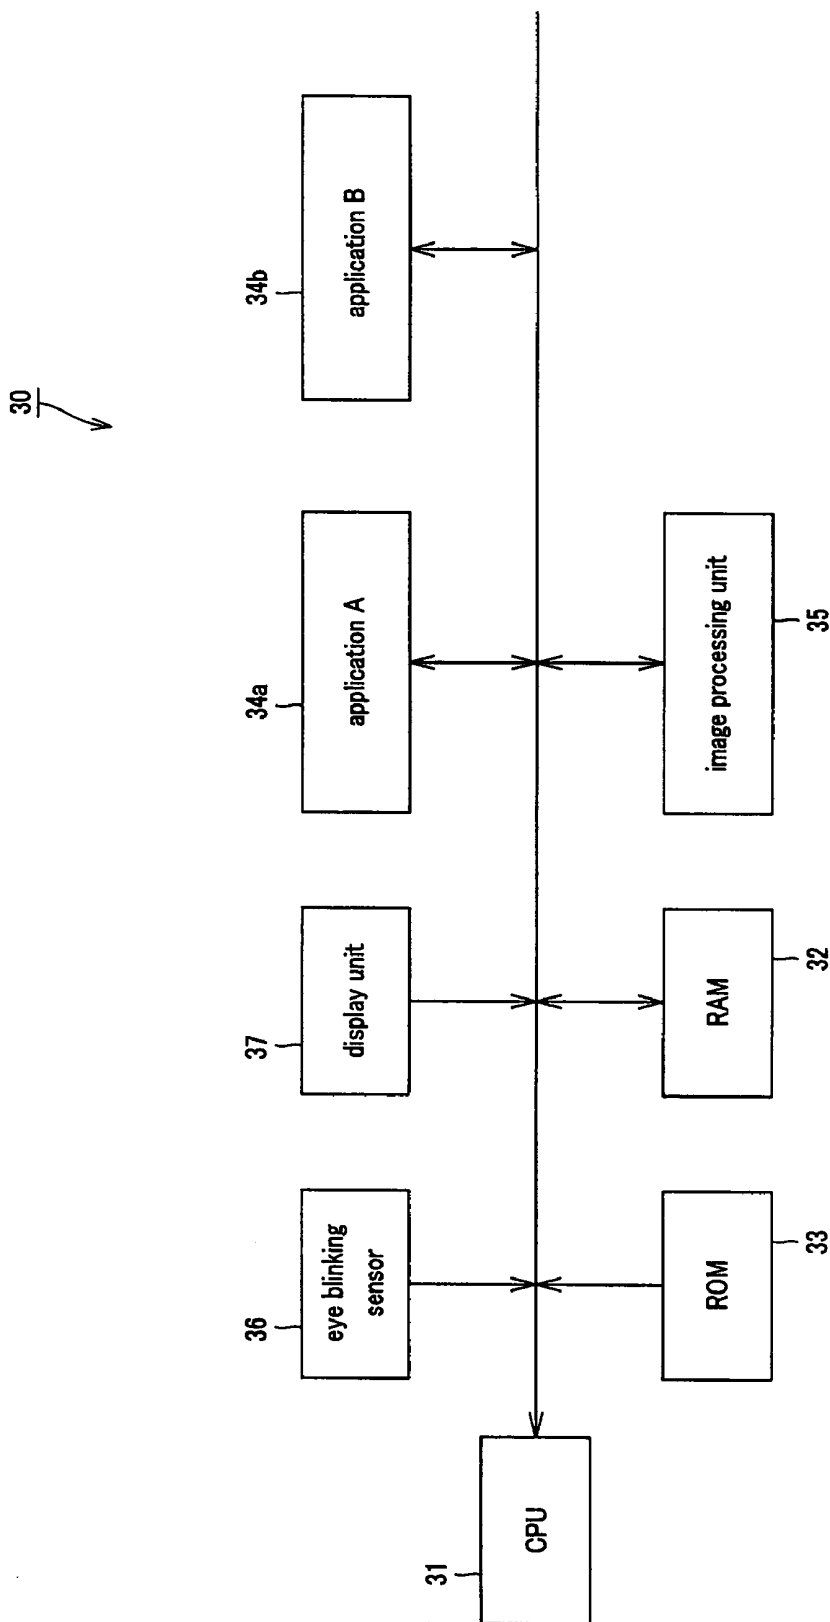 30
31
CPU
36
eye blinking
sensor
37
display unit
34a
application A
34b
application B
ROM
33
RAM
32
image processing unit
35